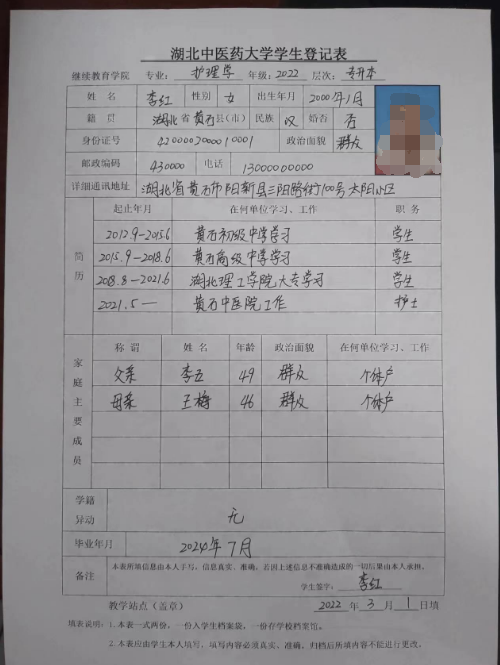 湖北中医药大学学生登记表
继续教育学院 专业：护理学 年级：2022 层次：专升本
姓名 李红 性别 女 出生年月 2000年1月
籍贯 湖北省黄石县(市) 民族 汉 婚否 否
身份证号 420000200010001 政治面貌 群众
邮政编码 430000 电话 13000000000
详细通讯地址 湖北省黄石市阳新县三阳路街100号太阳小区
简历 起止年月 在何单位学习、工作 职务
2012.9-2015.6 黄石初级中学学习 学生
2015.9-2018.6 黄石高级中学学习 学生
2018.8-2021.6 湖北理工学院大专学习 学生
2021.5— 黄石中医院工作 护士
家庭主要成员 称谓 姓名 年龄 政治面貌 在何单位学习、工作
父亲 李五 49 群众 个体户
母亲 王梅 46 群众 个体户
学籍异动 无
毕业年月 2024年7月
备注 本表所填信息由本人手写，信息真实、准确，若因上述信息不准确造成的一切后果由本人承担。
学生签字：李红
教学站点（盖章） 2022年3月1日填
填表说明：1.本表一式两份，一份入学生档案袋，一份存学校档案馆。
2.本表应由学生本人填写，填写内容必须真实、准确，归档后所填内容不能进行更改。